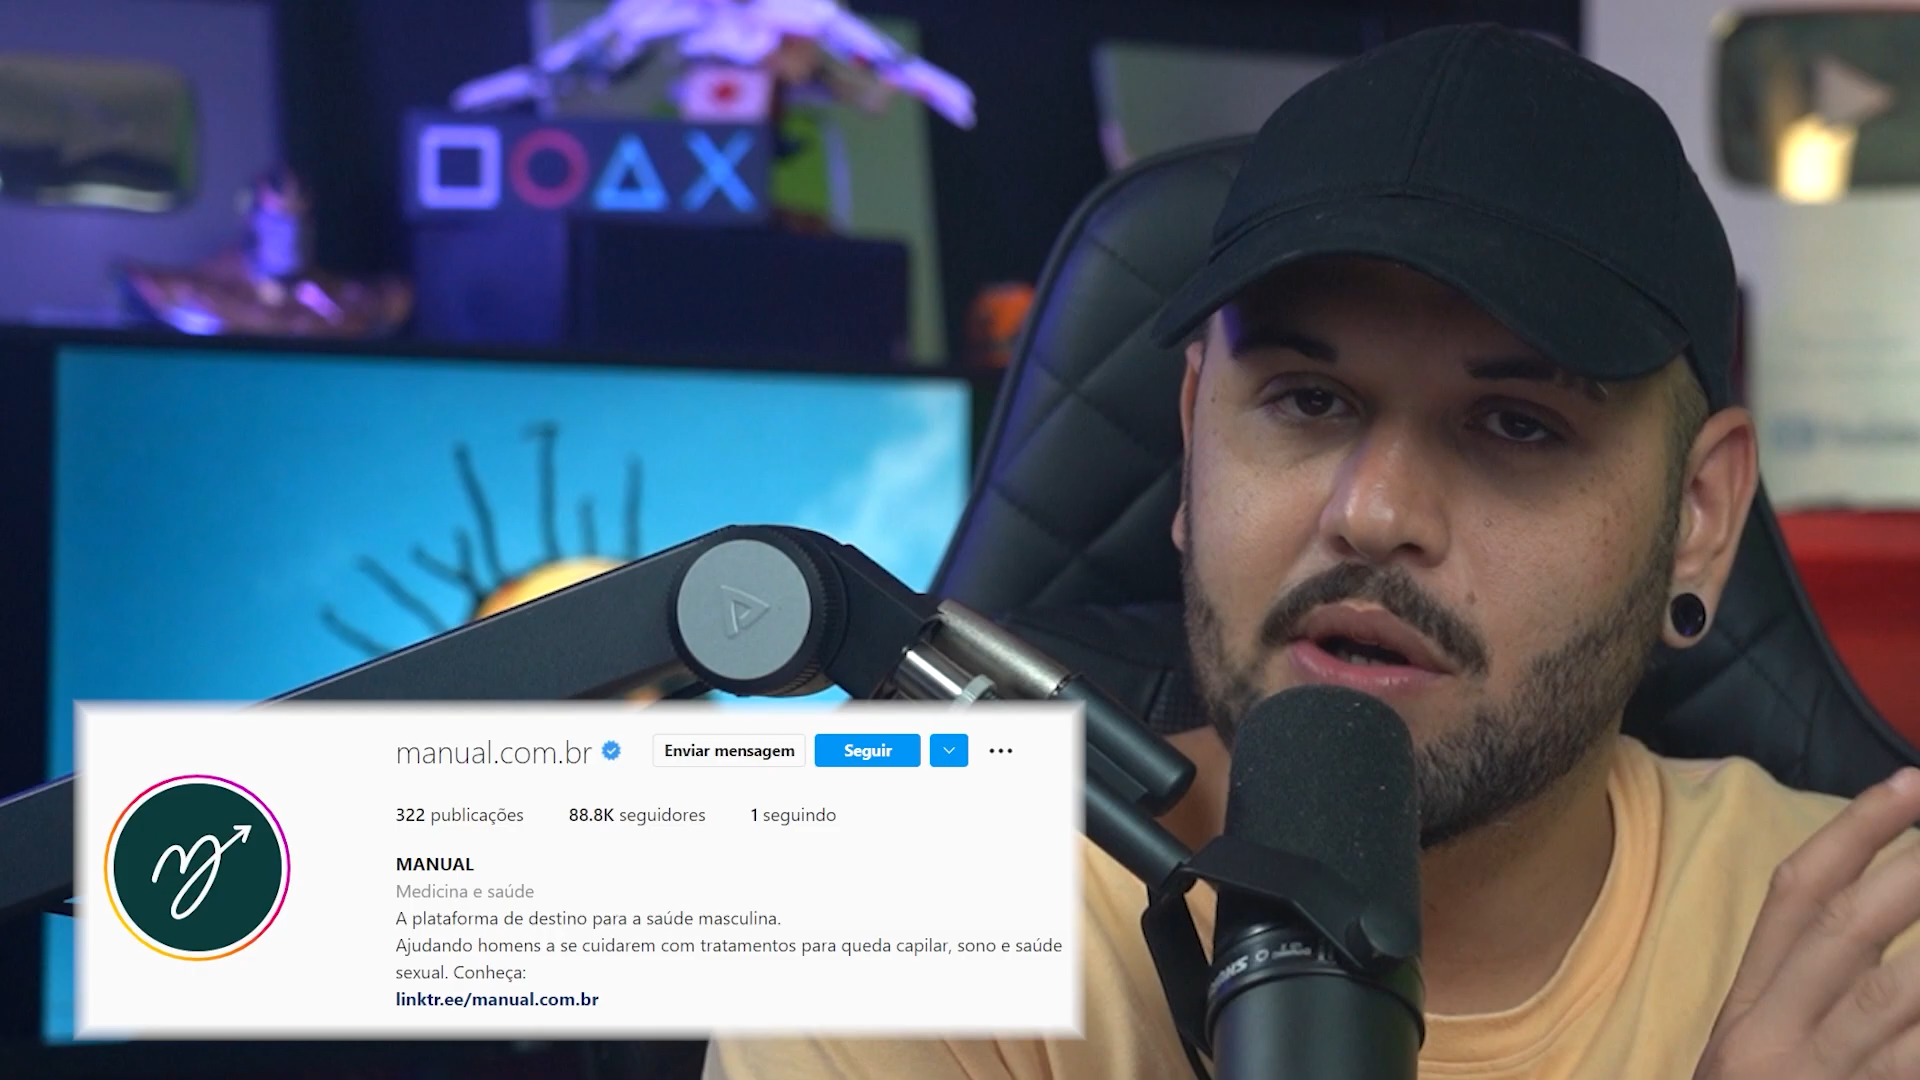 manual.com.br
Enviar mensagem
Seguir
322 publicações
88.8K seguidores
1 seguindo
MANUAL
Medicina e saúde
A plataforma de destino para a saúde masculina.
Ajudando homens a se cuidarem com tratamentos para queda capilar, sono e saúde
sexual. Conheça:
linktr.ee/manual.com.br